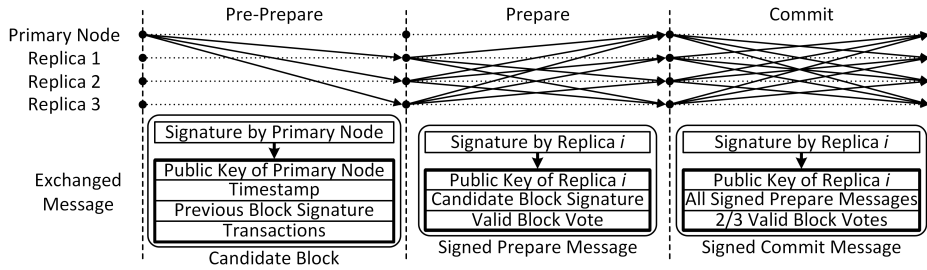 Pre-Prepare
Prepare
Commit
Primary Node
Replica 1
Replica 2
Replica 3
Exchanged
Message
Signature by Primary Node
Public Key of Primary Node
Timestamp
Previous Block Signature
Transactions
Candidate Block
Signature by Replica i
Public Key of Replica i
Candidate Block Signature
Valid Block Vote
Signed Prepare Message
Signature by Replica i
Public Key of Replica i
All Signed Prepare Messages
2/3 Valid Block Votes
Signed Commit Message